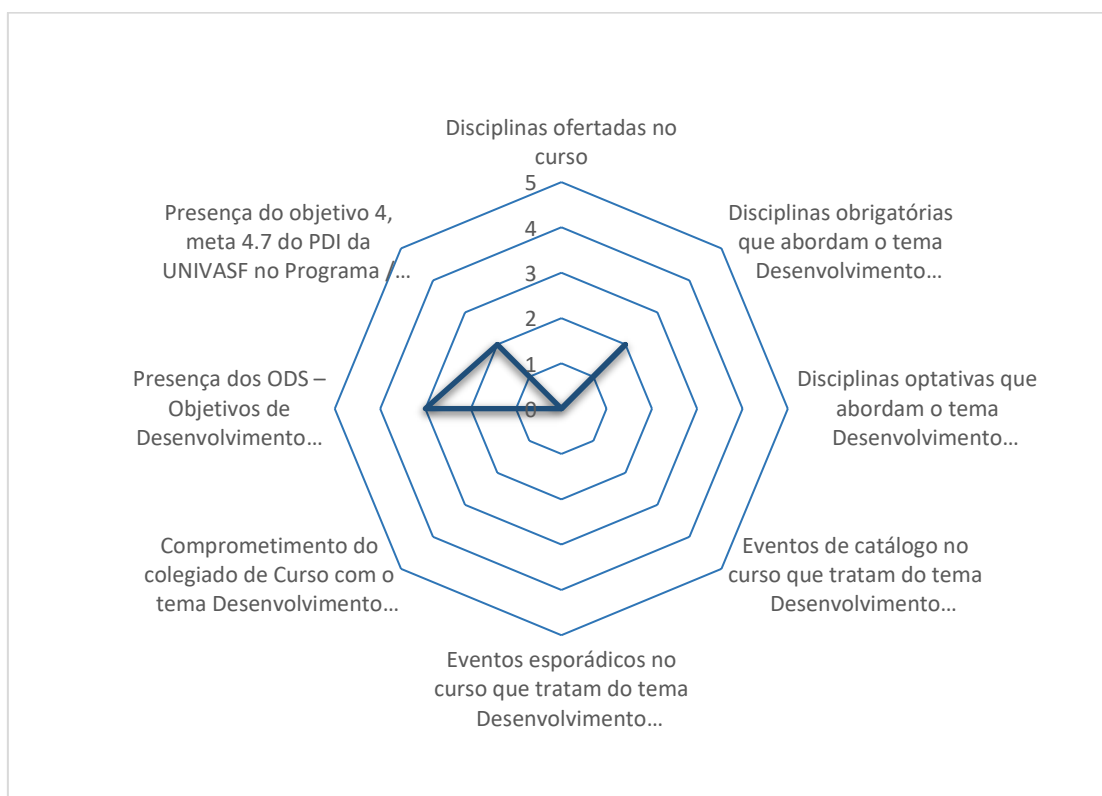 Disciplinas ofertadas no
curso
5
4
3
2
1
0
Disciplinas obrigatórias
que abordam o tema
Desenvolvimento…
Disciplinas optativas que
abordam o tema
Desenvolvimento…
Eventos de catálogo no
curso que tratam do tema
Desenvolvimento…
Eventos esporádicos no
curso que tratam do tema
Desenvolvimento…
Comprometimento do
colegiado de Curso com o
tema Desenvolvimento…
Presença dos ODS –
Objetivos de
Desenvolvimento…
Presença do objetivo 4,
meta 4.7 do PDI da
UNIVASF no Programa /…